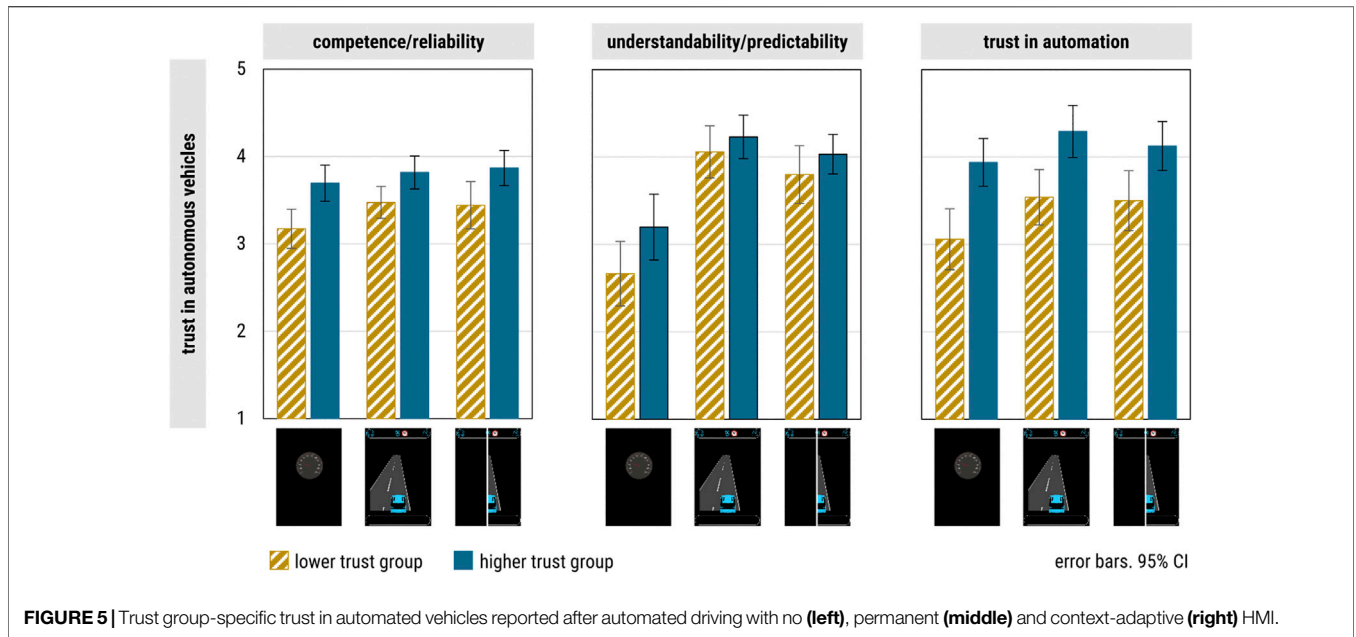 competence/reliability
understandability/predictability
trust in automation
trust in autonomous vehicles
5
4
3
2
1
lower trust group
higher trust group
error bars. 95% CI
FIGURE 5 | Trust group-specific trust in automated vehicles reported after automated driving with no (left), permanent (middle) and context-adaptive (right) HMI.